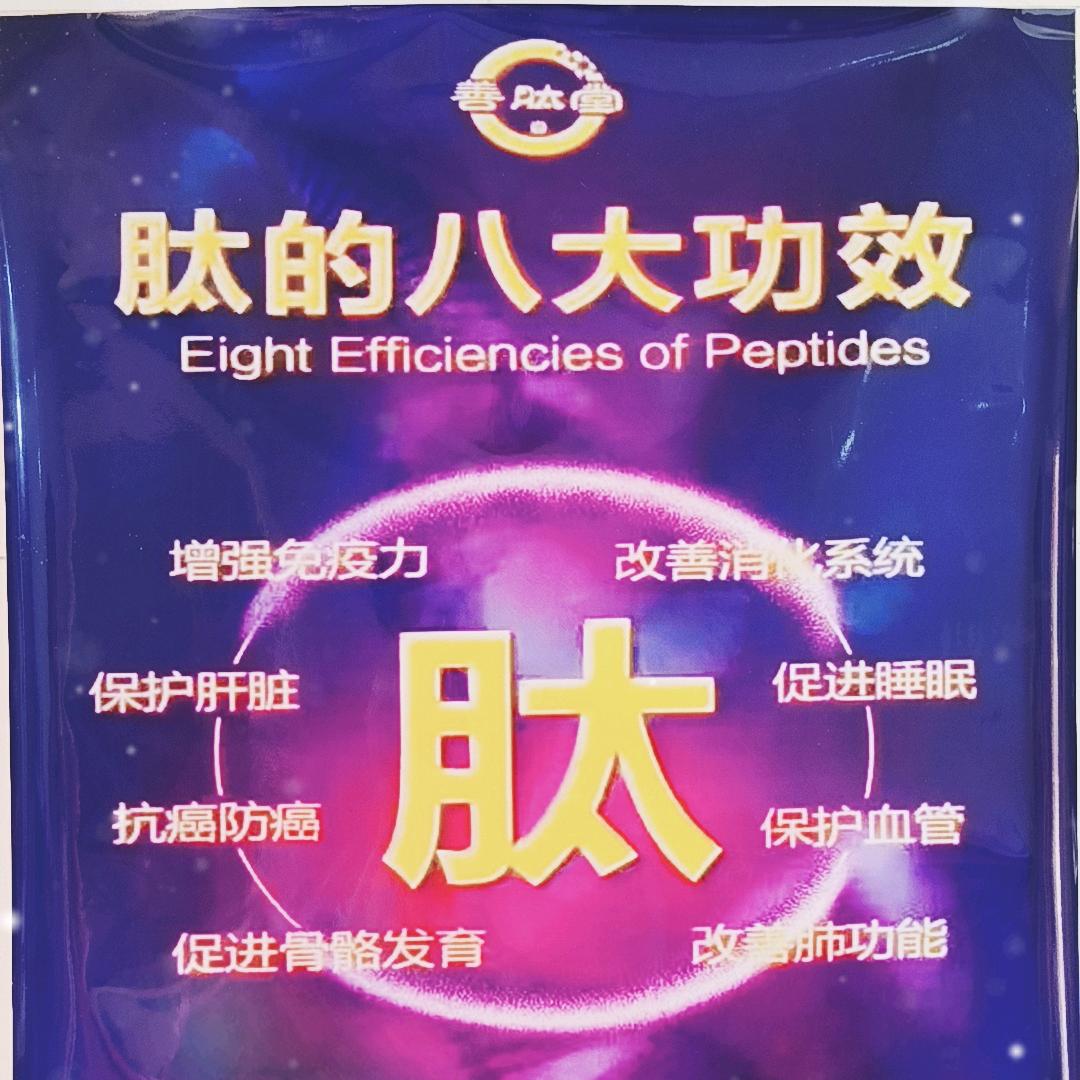 善肽堂
肽的八大功效
Eight Efficiencies of Peptides
增强免疫力 改善消化系统
肽
保护肝脏 促进睡眠
抗癌防癌 保护血管
促进骨骼发育 改善肺功能